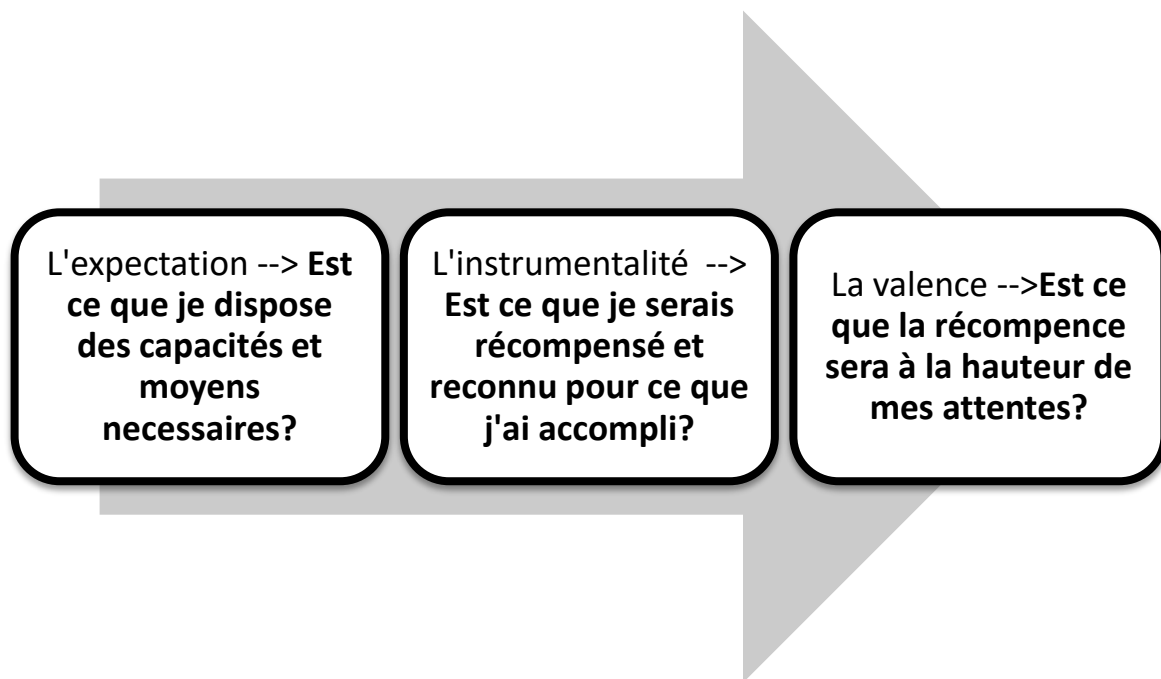 L'expectation --> Est
ce que je dispose
des capacités et
moyens
necessaires?
L'instrumentalité -->
Est ce que je serais
récompensé et
reconnu pour ce que
j'ai accompli?
La valence -->Est ce
que la récompence
sera à la hauteur de
mes attentes?